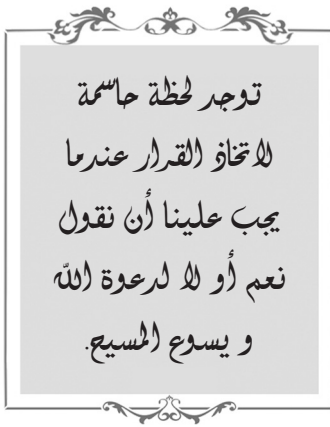 توجد لحظة حاسمة
لاتخاذ القرار عندما
يجب علينا أن نقول
نعم أو لا لدعوة الله
و يسوع المسيح.